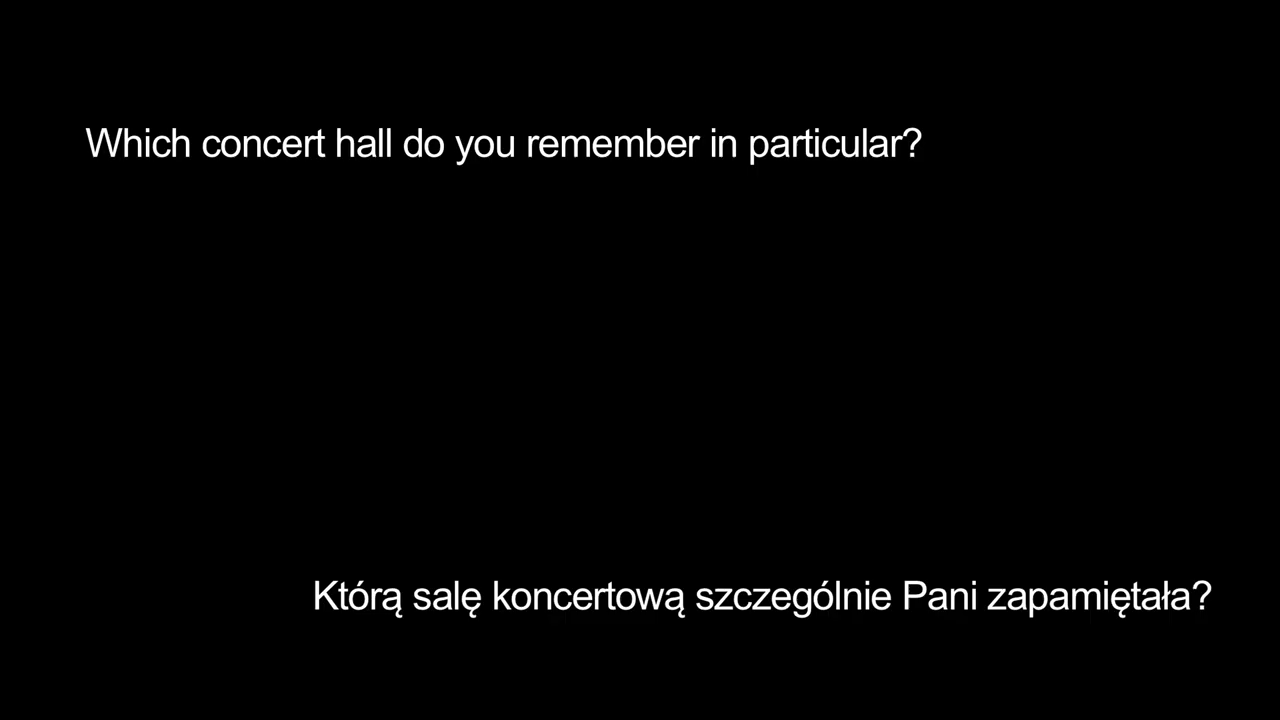 Which concert hall do you remember in particular?
Którą salę koncertową szczególnie Pani zapamiętała?